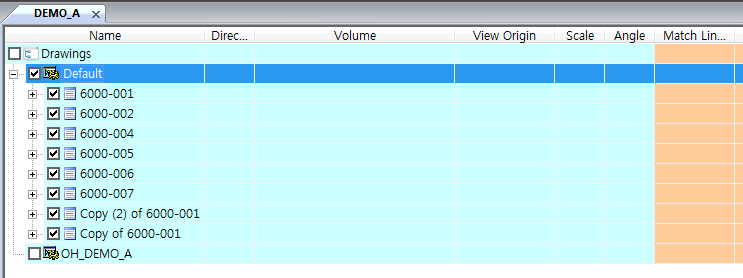 DEMO_A
Name Direc... Volume View Origin Scale Angle Match Lin...
Drawings
Default
6000-001
6000-002
6000-004
6000-005
6000-006
6000-007
Copy (2) of 6000-001
Copy of 6000-001
OH_DEMO_A